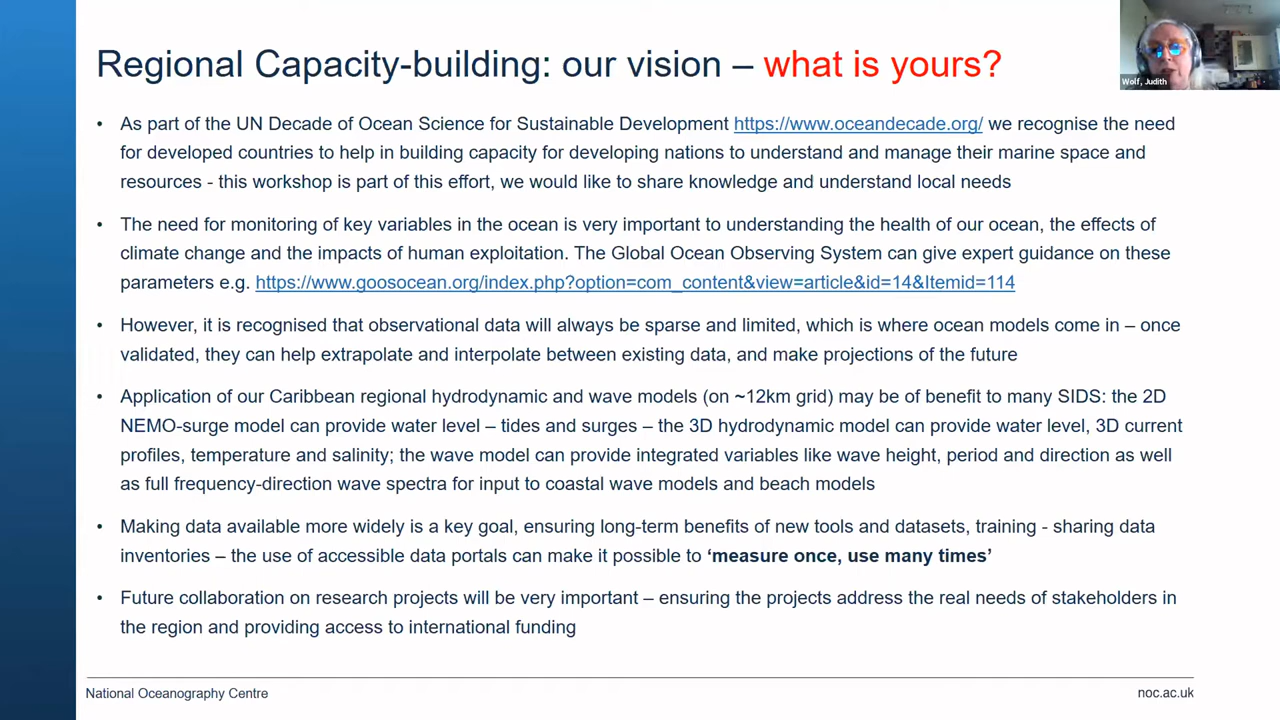 Regional Capacity-building: our vision – what is yours?
Wolf, Judith
• As part of the UN Decade of Ocean Science for Sustainable Development https://www.oceandecade.org/ we recognise the need
for developed countries to help in building capacity for developing nations to understand and manage their marine space and
resources - this workshop is part of this effort, we would like to share knowledge and understand local needs
• The need for monitoring of key variables in the ocean is very important to understanding the health of our ocean, the effects of
climate change and the impacts of human exploitation. The Global Ocean Observing System can give expert guidance on these
parameters e.g. https://www.goosocean.org/index.php?option=com_content&view=article&id=14&Itemid=114
• However, it is recognised that observational data will always be sparse and limited, which is where ocean models come in – once
validated, they can help extrapolate and interpolate between existing data, and make projections of the future
• Application of our Caribbean regional hydrodynamic and wave models (on ~12km grid) may be of benefit to many SIDS: the 2D
NEMO-surge model can provide water level – tides and surges – the 3D hydrodynamic model can provide water level, 3D current
profiles, temperature and salinity; the wave model can provide integrated variables like wave height, period and direction as well
as full frequency-direction wave spectra for input to coastal wave models and beach models
• Making data available more widely is a key goal, ensuring long-term benefits of new tools and datasets, training - sharing data
inventories – the use of accessible data portals can make it possible to ‘measure once, use many times’
• Future collaboration on research projects will be very important – ensuring the projects address the real needs of stakeholders in
the region and providing access to international funding
National Oceanography Centre
noc.ac.uk